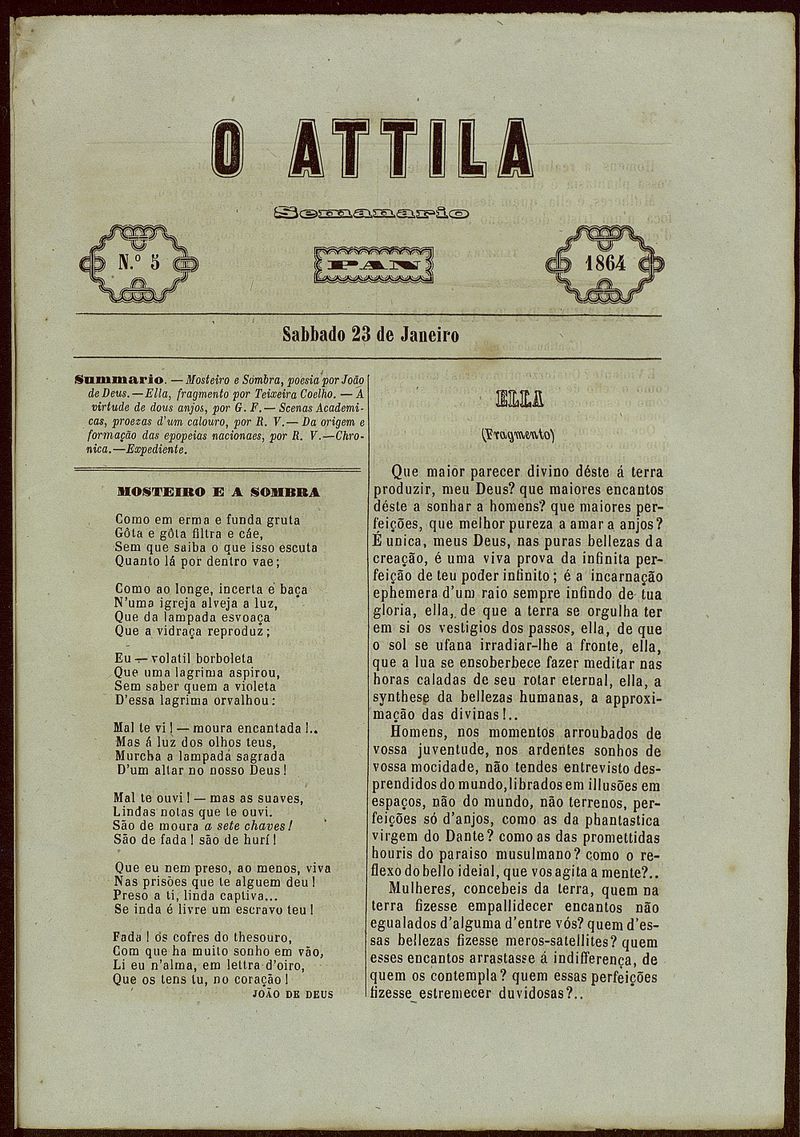 O ATTILA
Semanario
N.º 5
PAN
1864
Sabbado 23 de Janeiro
Summario. — Mosteiro e Sombra, poesia por João
de Deus. — Ella, fragmento por Teixeira Coelho. — A
virtude de dous anjos, por G. F. — Scenas Academi-
cas, proezas d'um calouro, por R. V. — Da origem e
formação das epopeias nacionaes, por R. V. — Chro-
nica. — Expediente.
MOSTEIRO E A SOMBRA
Como em erma e funda gruta
Gôta e gôta filtra e cáe,
Sem que saiba o que isso escuta
Quanto lá por dentro vae;
Como ao longe, incerta e baça
N'uma igreja alveja a luz,
Que da lampada esvoaça
Que a vidraça reproduz;
Eu — volatil borboleta
Que uma lagrima aspirou,
Sem saber quem a violeta
D'essa lagrima orvalhou:
Mal te vi! — moura encantada!..
Mas á luz dos olhos teus,
Murcha a lampada sagrada
D'um altar no nosso Deus!
Mal te ouvi! — mas as suaves,
Lindas notas que te ouvi.
São de moura a sete chaves!
São de fada! são de hurí!
Que eu nem preso, ao menos, viva
Nas prisões que te alguem deu!
Preso a ti, linda captiva...
Se inda é livre um escravo teu!
Fada! os cofres do thesouro,
Com que ha muito sonho em vão,
Li eu n'alma, em lettra d'oiro,
Que os tens tu, no coração!
JOÃO DE DEUS
ELLA
(Fragmento)
Que maior parecer divino déste á terra
produzir, meu Deus? que maiores encantos
déste a sonhar a homens? que maiores per-
feições, que melhor pureza a amar a anjos?
É unica, meus Deus, nas puras bellezas da
creação, é uma viva prova da infinita per-
feição de teu poder infinito; é a incarnação
ephemera d'um raio sempre infindo de tua
gloria, ella, de que a terra se orgulha ter
em si os vestigios dos passos, ella, de que
o sol se ufana irradiar-lhe a fronte, ella,
que a lua se ensoberbece fazer meditar nas
horas caladas de seu rotar eternal, ella, a
synthese da bellezas humanas, a approxi-
mação das divinas!..
Homens, nos momentos arroubados de
vossa juventude, nos ardentes sonhos de
vossa mocidade, não tendes entrevisto des-
prendidos do mundo, librados em illusões em
espaços, não do mundo, não terrenos, per-
feições só d'anjos, como as da phantastica
virgem do Dante? como as das promettidas
houris do paraiso musulmano? como o re-
flexo do bello ideial, que vos agita a mente?..
Mulheres, concebeis da terra, quem na
terra fizesse empallidecer encantos não
egualados d'alguma d'entre vós? quem d'es-
sas bellezas fizesse meros-satellites? quem
esses encantos arrastasse á indifferença, de
quem os contempla? quem essas perfeições
fizesse estremecer duvidosas?..